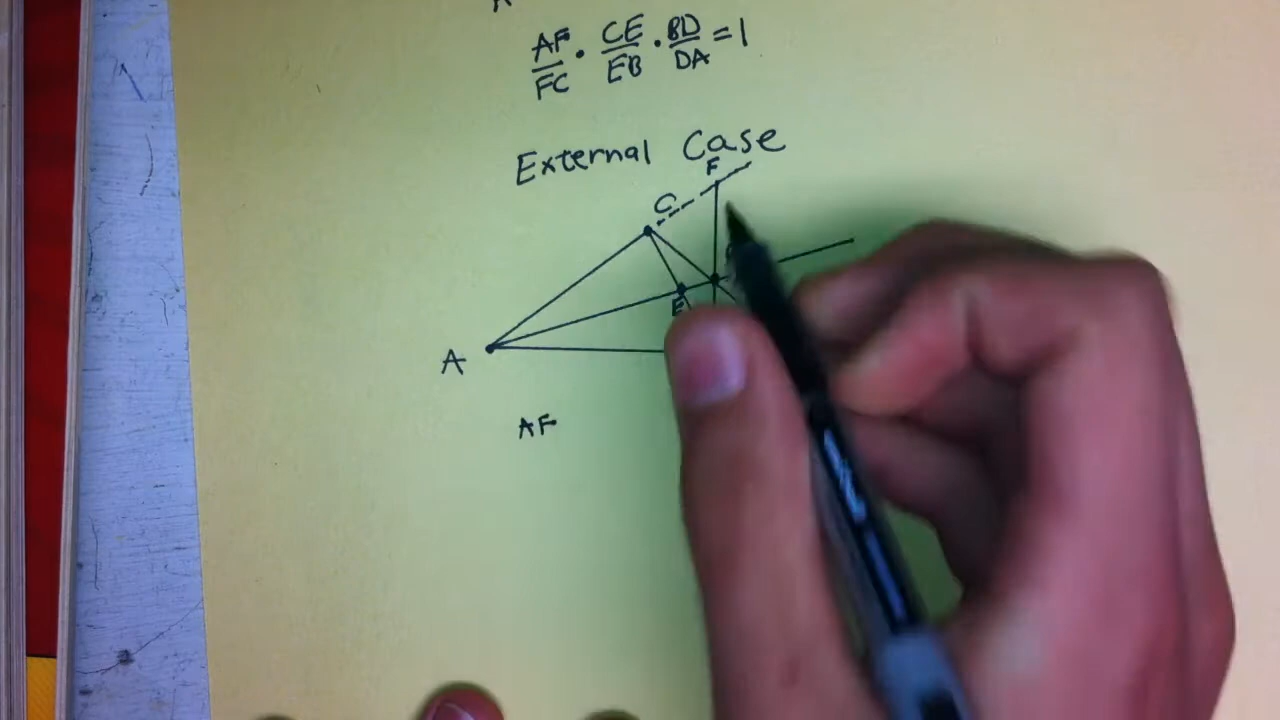 AF/FC · CE/EB · BD/DA = 1
External Case
F
C
E
A
AF